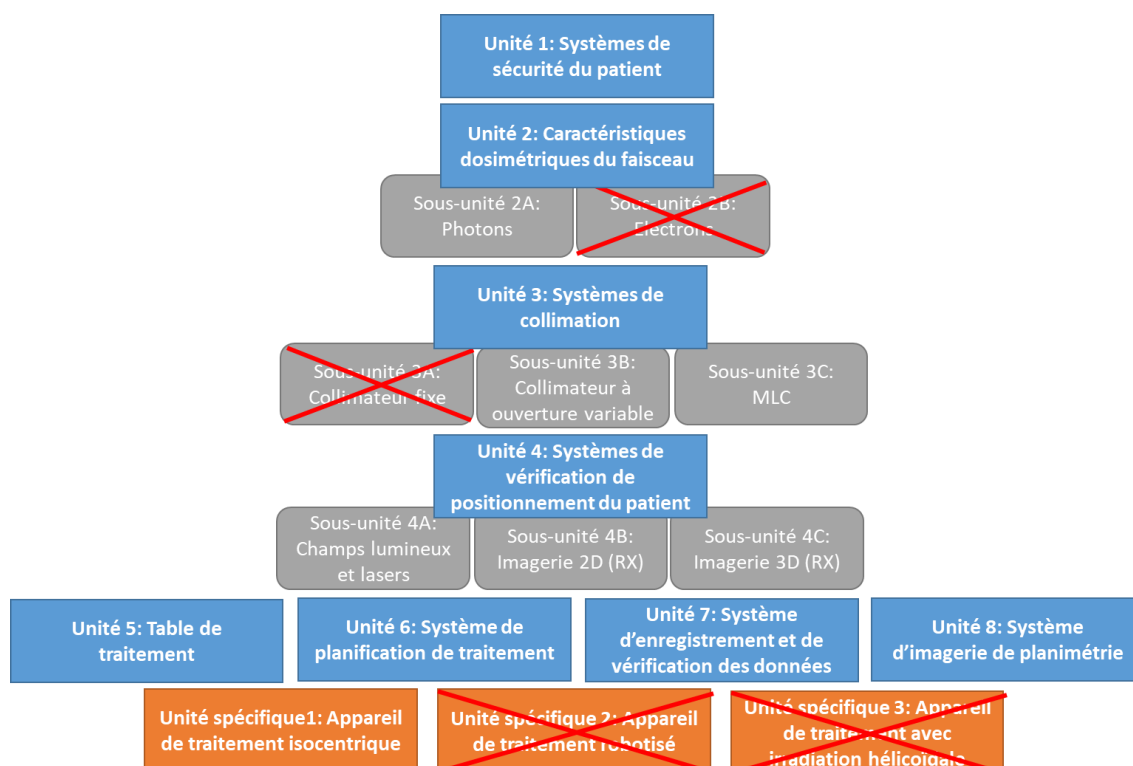 Unité 1: Systèmes de
sécurité du patient
Unité 2: Caractéristiques
dosimétriques du faisceau
Sous-unité 2A:
Photons
Sous-unité 2B:
Electrons
Unité 3: Systèmes de
collimation
Sous-unité 3A:
Collimateur fixe
Sous-unité 3B:
Collimateur à
ouverture variable
Sous-unité 3C:
MLC
Unité 4: Systèmes de
vérification de
positionnement du patient
Sous-unité 4A:
Champs lumineux
et lasers
Sous-unité 4B:
Imagerie 2D (RX)
Sous-unité 4C:
Imagerie 3D (RX)
Unité 5: Table de
traitement
Unité 6: Système de
planification de traitement
Unité 7: Système
d’enregistrement et de
vérification des données
Unité 8: Système
d’imagerie de planimétrie
Unité spécifique1: Appareil
de traitement isocentrique
Unité spécifique 2: Appareil
de traitement robotisé
Unité spécifique 3: Appareil
de traitement avec
irradiation hélicoïdale